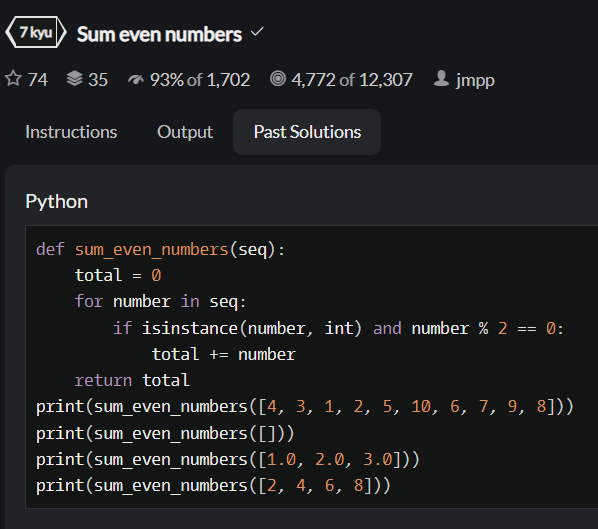 7 kyu Sum even numbers
74 35 93% of 1,702 4,772 of 12,307 jmpp
Instructions Output Past Solutions
Python
def sum_even_numbers(seq):
    total = 0
    for number in seq:
        if isinstance(number, int) and number % 2 == 0:
            total += number
    return total
print(sum_even_numbers([4, 3, 1, 2, 5, 10, 6, 7, 9, 8]))
print(sum_even_numbers([]))
print(sum_even_numbers([1.0, 2.0, 3.0]))
print(sum_even_numbers([2, 4, 6, 8]))